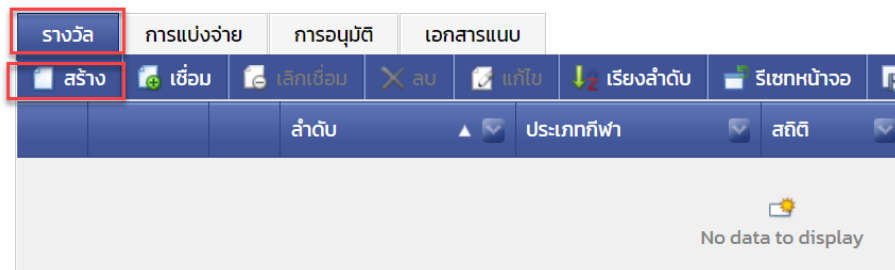 รางวัล การแบ่งจ่าย การอนุมัติ เอกสารแนบ
สร้าง เชื่อม เลิกเชื่อม ลบ แก้ไข เรียงลำดับ รีเซทหน้าจอ
ลำดับ ประเภทกีฬา สถิติ
No data to display